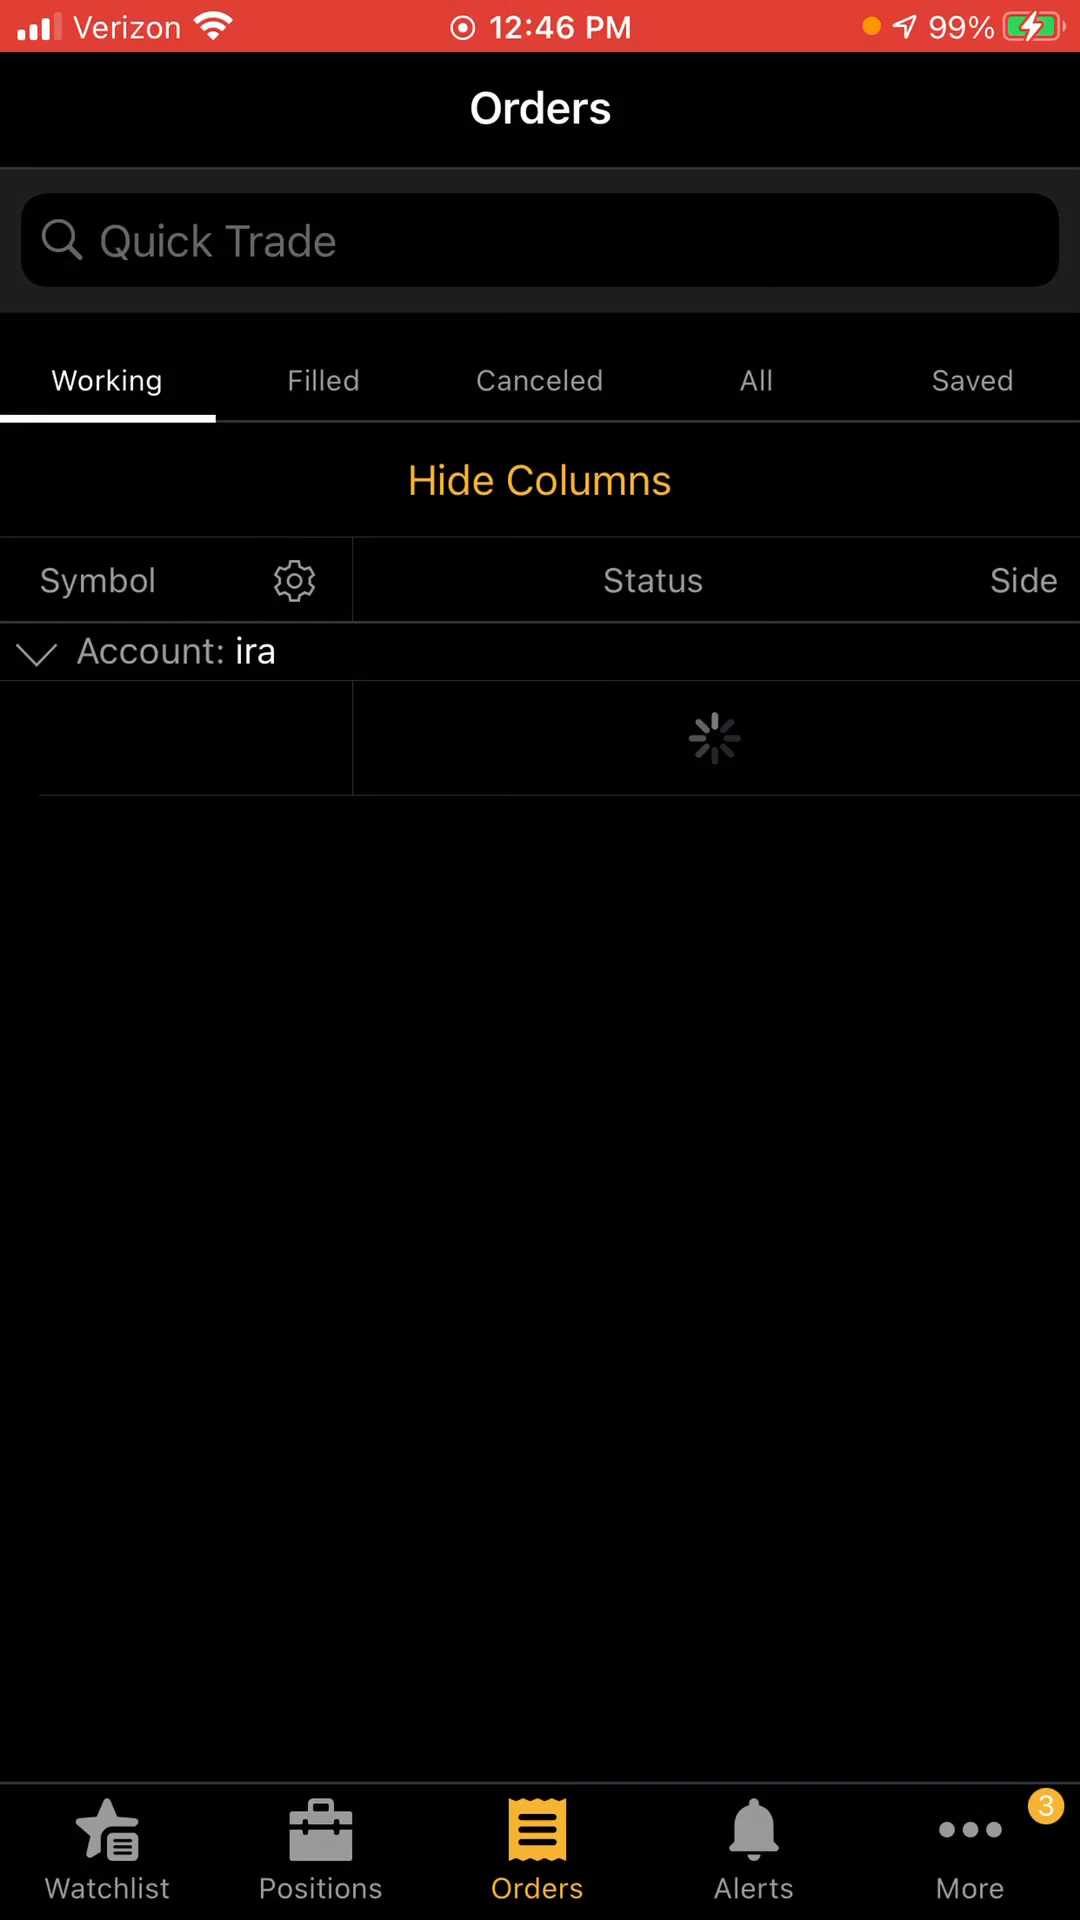 Verizon 12:46 PM 99%
Orders
Quick Trade
Working Filled Canceled All Saved
Hide Columns
Symbol Status Side
Account: ira
3
Watchlist Positions Orders Alerts More